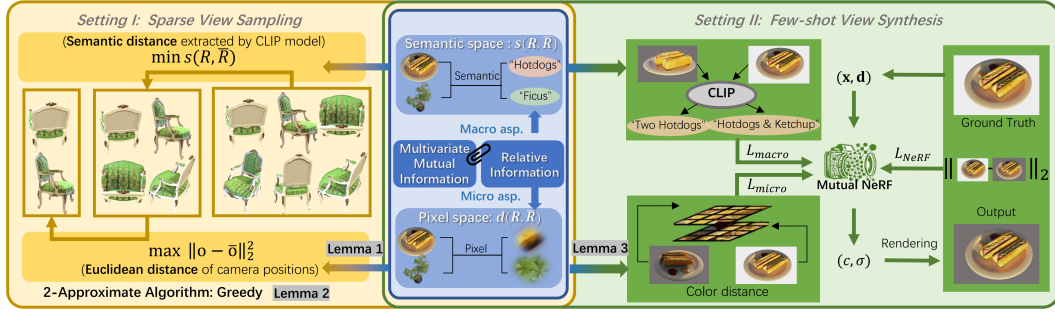 Setting I: Sparse View Sampling
(Semantic distance extracted by CLIP model)
min s(R, R̅)
max ‖o − o̅‖₂²
(Euclidean distance of camera positions)
2-Approximate Algorithm: Greedy
Lemma 2
Lemma 1
Semantic space : s(R, R)
Semantic
"Hotdogs"
"Ficus"
Macro asp.
Multivariate
Mutual
Information
Relative
Information
Micro asp.
Pixel space: d(R, R)
Pixel
Lemma 3
Setting II: Few-shot View Synthesis
CLIP
"Two Hotdogs"
"Hotdogs & Ketchup"
L_macro
L_micro
Color distance
(x, d)
Mutual NeRF
(c, σ)
L_NeRF
Rendering
Ground Truth
‖ - ‖₂
Output